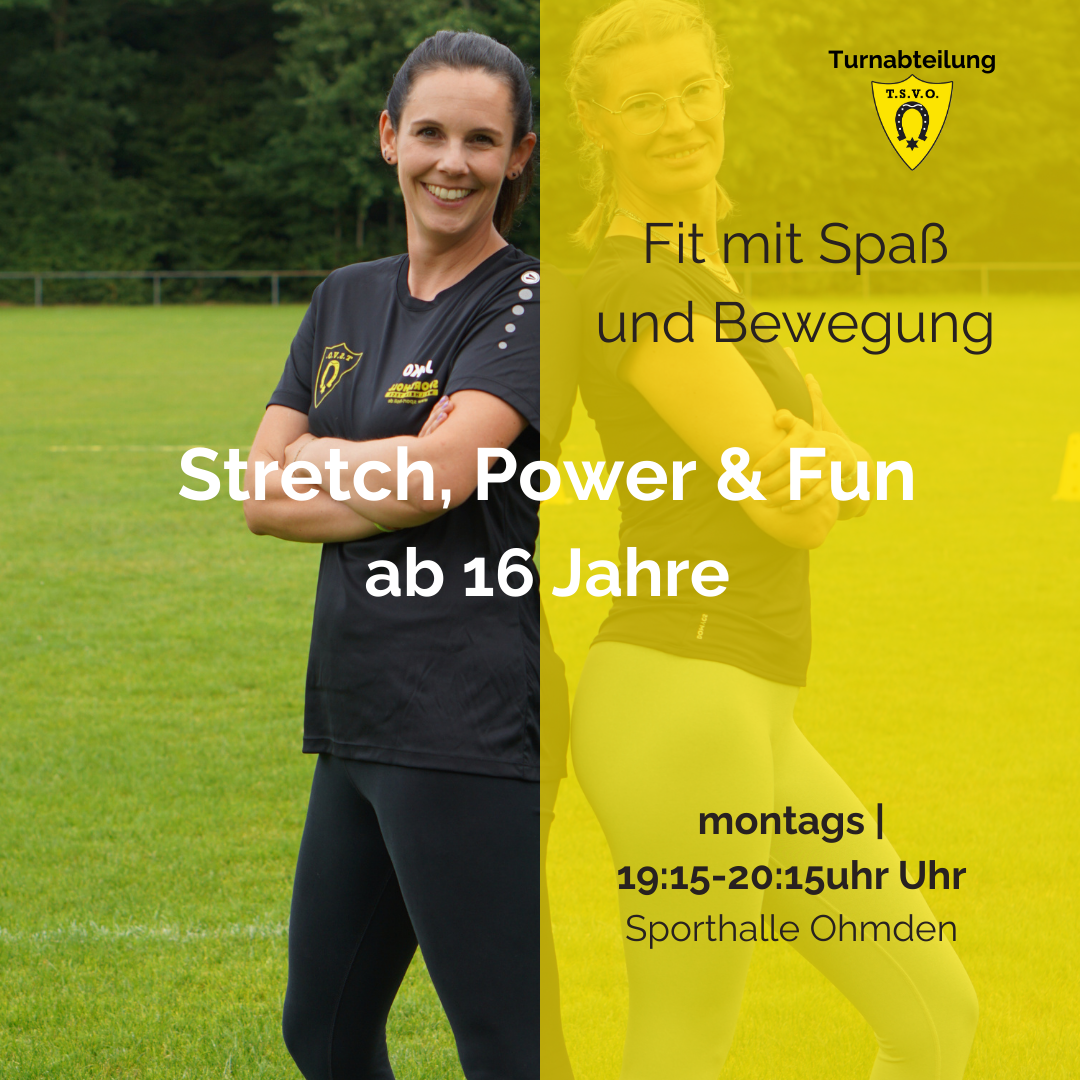 Turnabteilung
T.S.V.O.
Fit mit Spaß
und Bewegung
Stretch, Power & Fun
ab 16 Jahre
montags |
19:15-20:15uhr Uhr
Sporthalle Ohmden